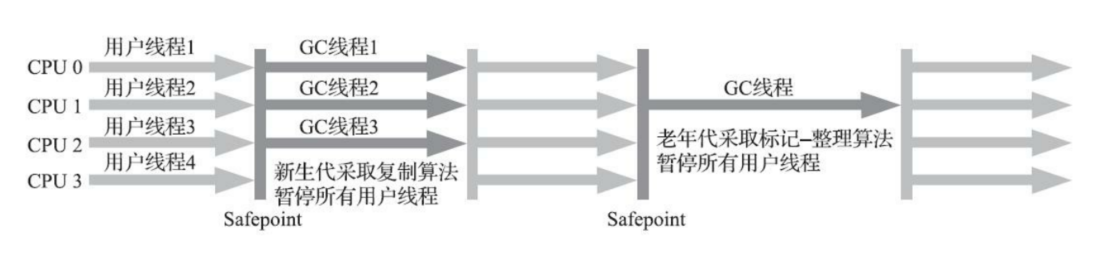 用户线程1
GC线程1
CPU 0
用户线程2
GC线程2
GC线程
CPU 1
用户线程3
GC线程3
CPU 2
老年代采取标记–整理算法
暂停所有用户线程
用户线程4
CPU 3
新生代采取复制算法
暂停所有用户线程
Safepoint
Safepoint